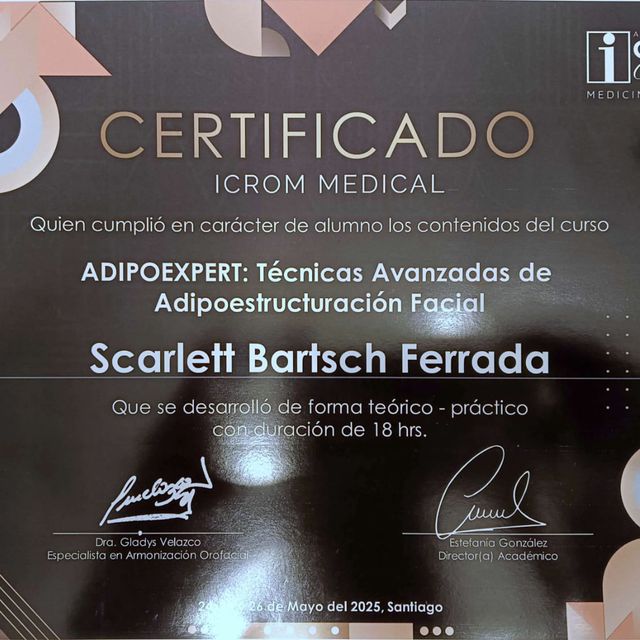 i
MEDICIN
CERTIFICADO
ICROM MEDICAL
Quien cumplió en carácter de alumno los contenidos del curso
ADIPOEXPERT: Técnicas Avanzadas de
Adipoestructuración Facial
Scarlett Bartsch Ferrada
Que se desarrolló de forma teórico - práctico
con duración de 18 hrs.
Dra. Gladys Velazco
Especialista en Armonización Orofacial
Estefanía González
Director(a) Académico
26 de Mayo del 2025, Santiago